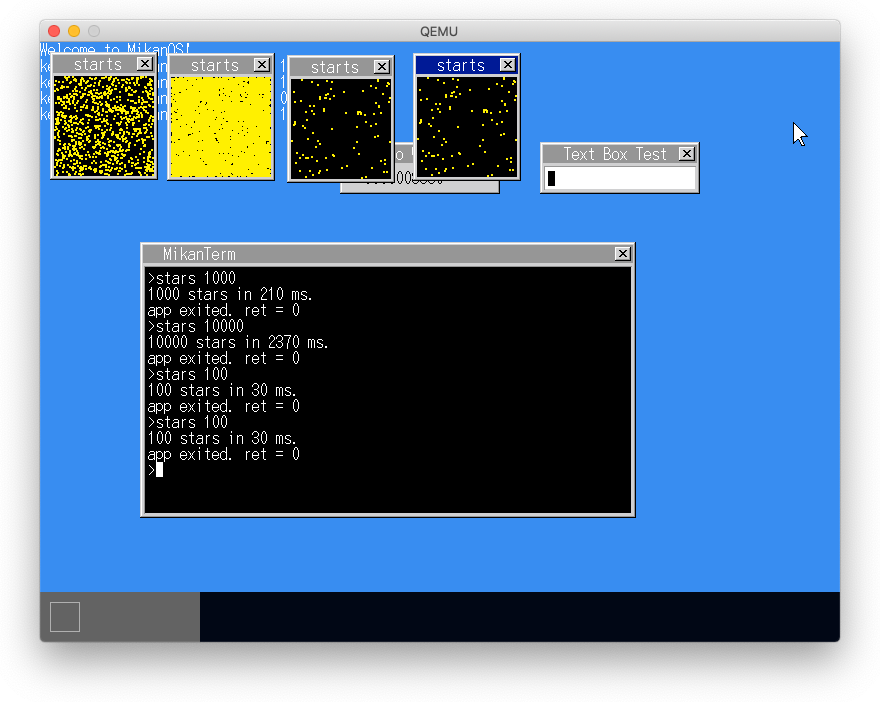 QEMU
Welcome to MikanOS!
starts
starts
starts
starts
Text Box Test
MikanTerm
>stars 1000
1000 stars in 210 ms.
app exited. ret = 0
>stars 10000
10000 stars in 2370 ms.
app exited. ret = 0
>stars 100
100 stars in 30 ms.
app exited. ret = 0
>stars 100
100 stars in 30 ms.
app exited. ret = 0
>